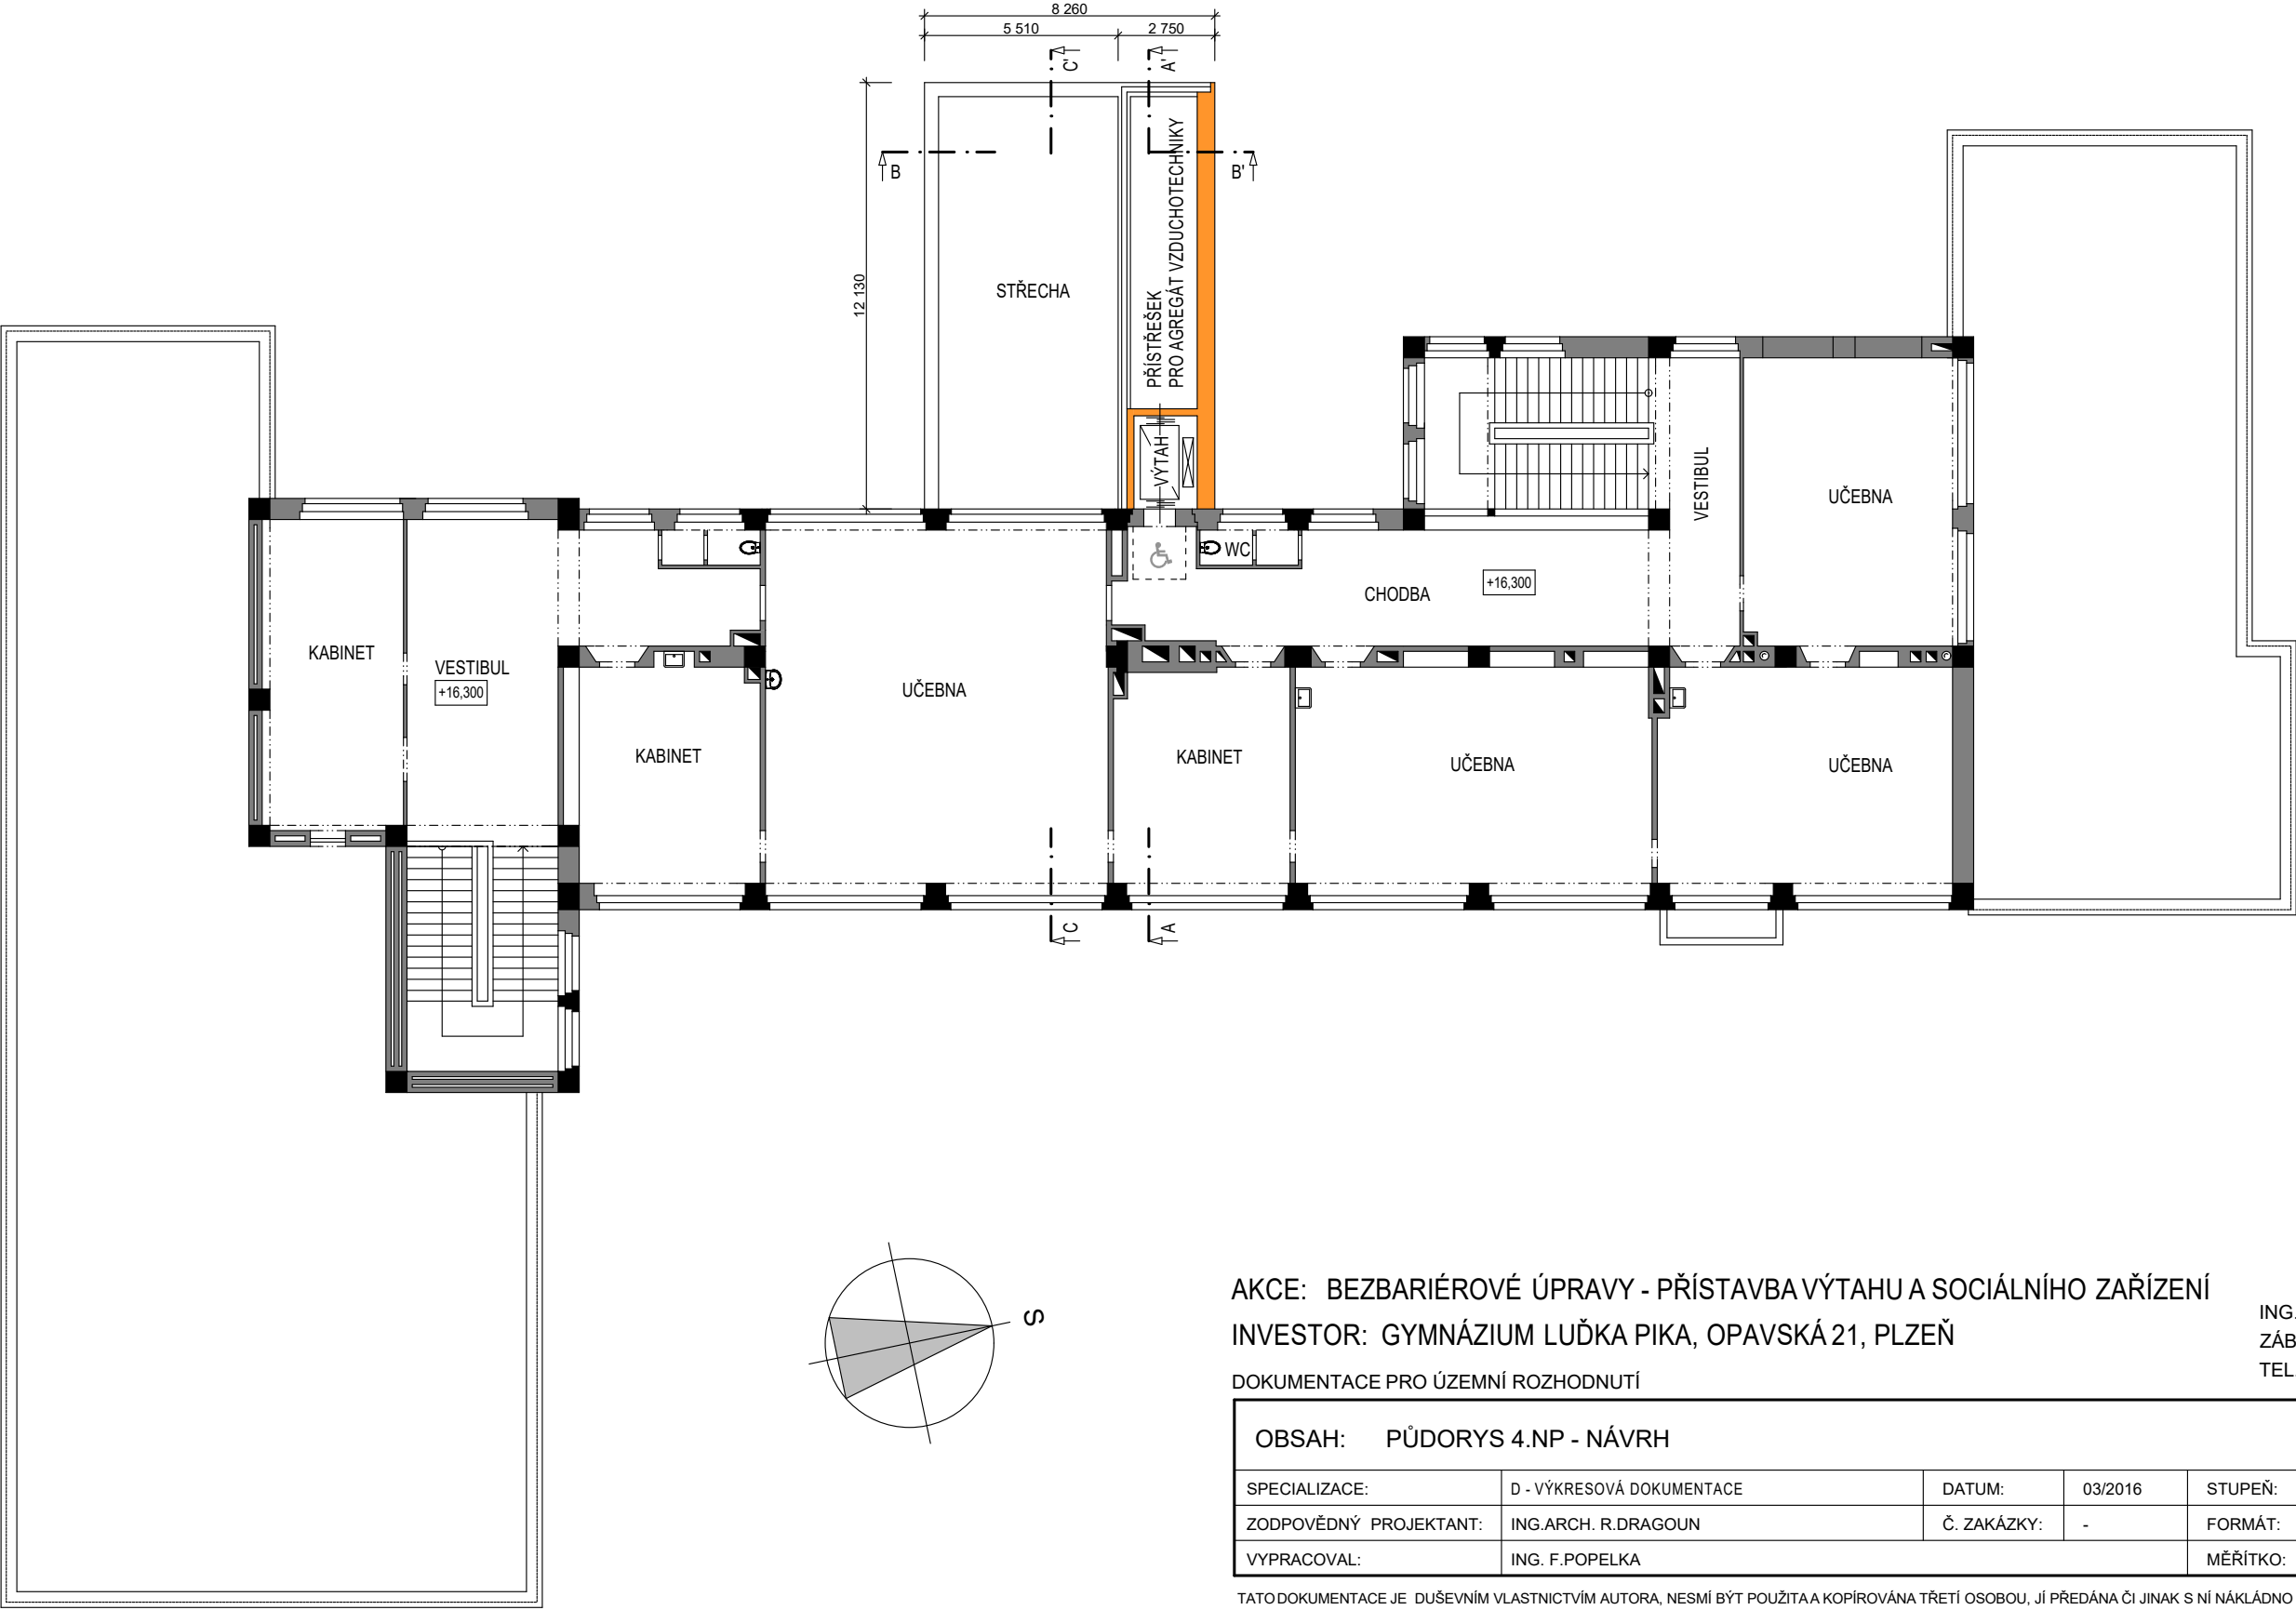 8 260
5 510
2 750
C'
A'
B
B'
12 130
STŘECHA
PŘÍSTŘEŠEK
PRO AGREGÁT VZDUCHOTECHNIKY
VÝTAH
VESTIBUL
UČEBNA
WC
CHODBA
+16,300
KABINET
VESTIBUL
+16,300
UČEBNA
KABINET
KABINET
UČEBNA
UČEBNA
C
A
S
AKCE: BEZBARIÉROVÉ ÚPRAVY - PŘÍSTAVBA VÝTAHU A SOCIÁLNÍHO ZAŘÍZENÍ
INVESTOR: GYMNÁZIUM LUĎKA PIKA, OPAVSKÁ 21, PLZEŇ
ING.
ZÁB
TEL
DOKUMENTACE PRO ÚZEMNÍ ROZHODNUTÍ
OBSAH: PŮDORYS 4.NP - NÁVRH
SPECIALIZACE: D - VÝKRESOVÁ DOKUMENTACE DATUM: 03/2016 STUPEŇ:
ZODPOVĚDNÝ PROJEKTANT: ING.ARCH. R.DRAGOUN Č. ZAKÁZKY: - FORMÁT:
VYPRACOVAL: ING. F.POPELKA MĚŘÍTKO:
TATO DOKUMENTACE JE DUŠEVNÍM VLASTNICTVÍM AUTORA, NESMÍ BÝT POUŽITA A KOPÍROVÁNA TŘETÍ OSOBOU, JÍ PŘEDÁNA ČI JINAK S NÍ NÁKLÁDNO